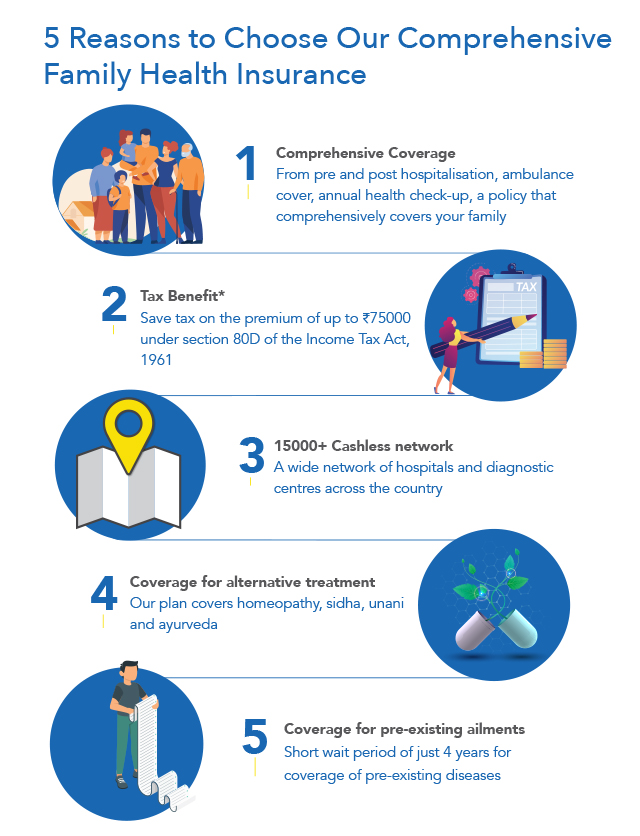 5 Reasons to Choose Our Comprehensive
Family Health Insurance
1
Comprehensive Coverage
From pre and post hospitalisation, ambulance
cover, annual health check-up, a policy that
comprehensively covers your family
2
Tax Benefit*
Save tax on the premium of up to ₹75000
under section 80D of the Income Tax Act,
1961
TAX
3
15000+ Cashless network
A wide network of hospitals and diagnostic
centres across the country
4
Coverage for alternative treatment
Our plan covers homeopathy, sidha, unani
and ayurveda
5
Coverage for pre-existing ailments
Short wait period of just 4 years for
coverage of pre-existing diseases